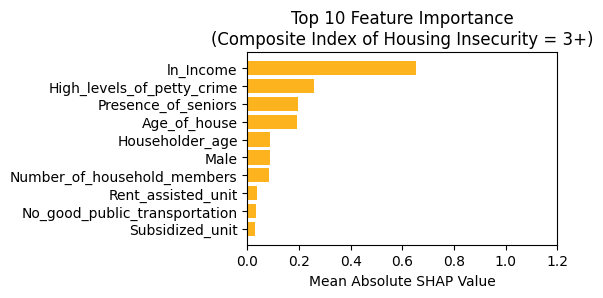 Top 10 Feature Importance
(Composite Index of Housing Insecurity = 3+)
ln_Income
High_levels_of_petty_crime
Presence_of_seniors
Age_of_house
Householder_age
Male
Number_of_household_members
Rent_assisted_unit
No_good_public_transportation
Subsidized_unit
0.0 0.2 0.4 0.6 0.8 1.0 1.2
Mean Absolute SHAP Value